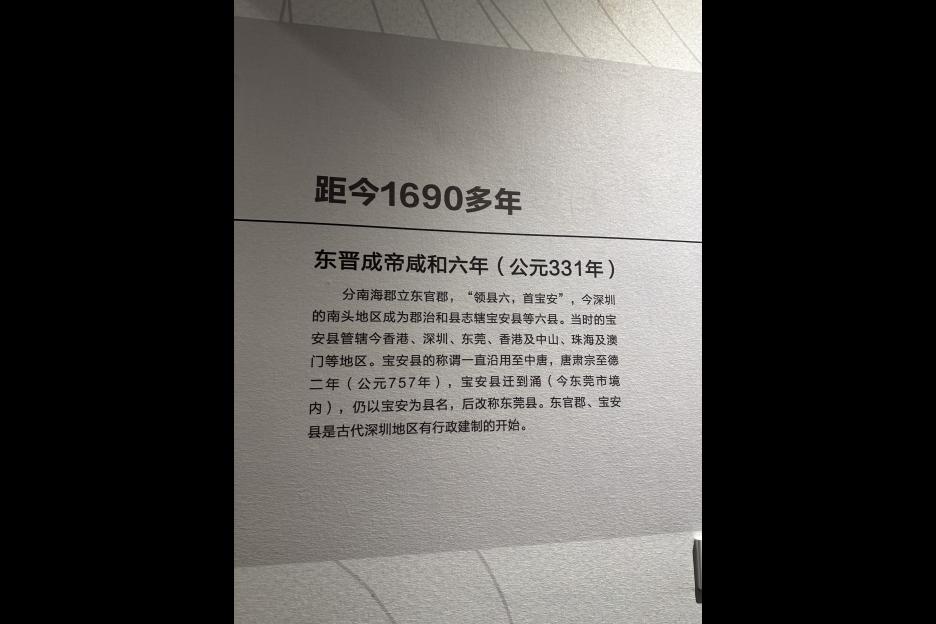 距今1690多年
东晋成帝咸和六年（公元331年）
分南海郡立东官郡，“领县六，首宝安”，今深圳
的南头地区成为郡治和县志辖宝安县等六县。当时的宝
安县管辖今香港、深圳、东莞、香港及中山、珠海及澳
门等地区。宝安县的称谓一直沿用至中唐，唐肃宗至德
二年（公元757年），宝安县迁到涌（今东莞市境
内），仍以宝安为县名，后改称东莞县。东官郡、宝安
县是古代深圳地区有行政建制的开始。